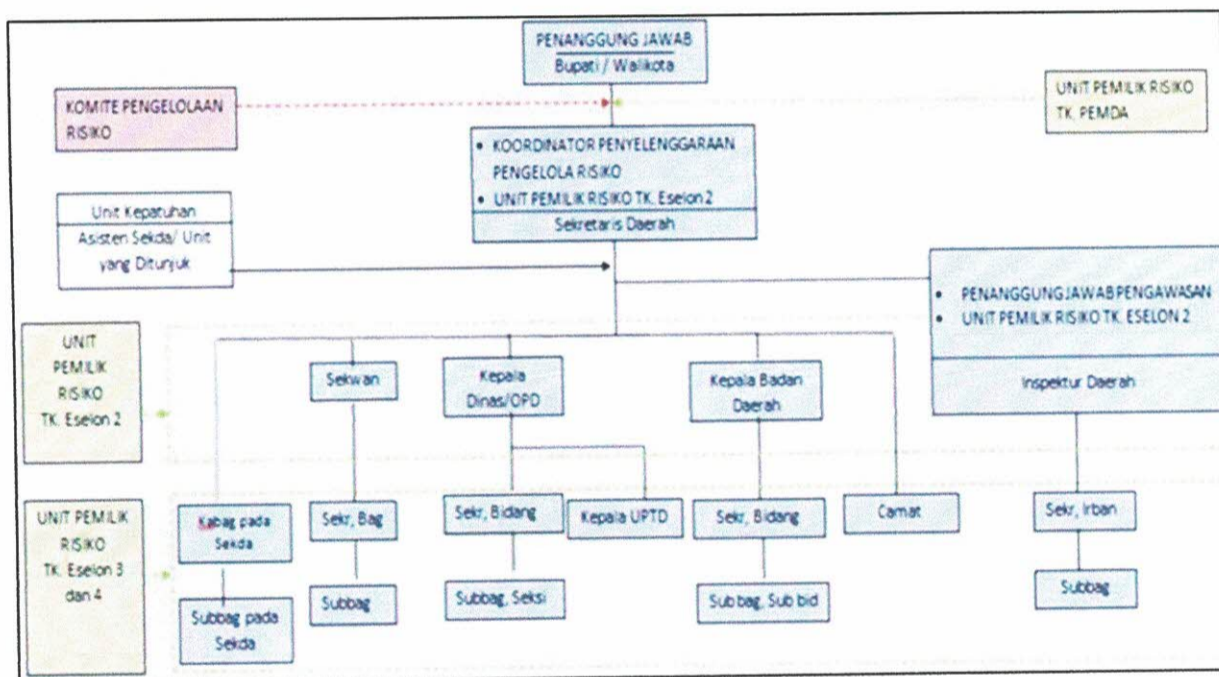 PENANGGUNG JAWAB
Bupati / Walikota
KOMITE PENGELOLAAN
RISIKO
UNIT PEMILIK RISIKO
TK. PEMDA
• KOORDINATOR PENYELENGGARAAN
PENGELOLA RISIKO
• UNIT PEMILIK RISIKO TK. Eselon 2
Sekretaris Daerah
Unit Kepatuhan
Asisten Sekda/ Unit
yang Ditunjuk
• PENANGGUNG JAWAB PENGAWASAN
• UNIT PEMILIK RISIKO TK. ESELON 2
Inspektur Daerah
UNIT
PEMILIK
RISIKO
TK. Eselon 2
Sekwan
Kepala
Dinas/OPD
Kepala Badan
Daerah
UNIT PEMILIK
RISIKO
TK. Eselon 3
dan 4
Kabag pada
Sekda
Sekr, Bag
Sekr, Bidang
Kepala UPTD
Sekr, Bidang
Camat
Sekr, Irban
Subbag pada
Sekda
Subbag
Subbag, Seksi
Sub bag, Sub bid
Subbag